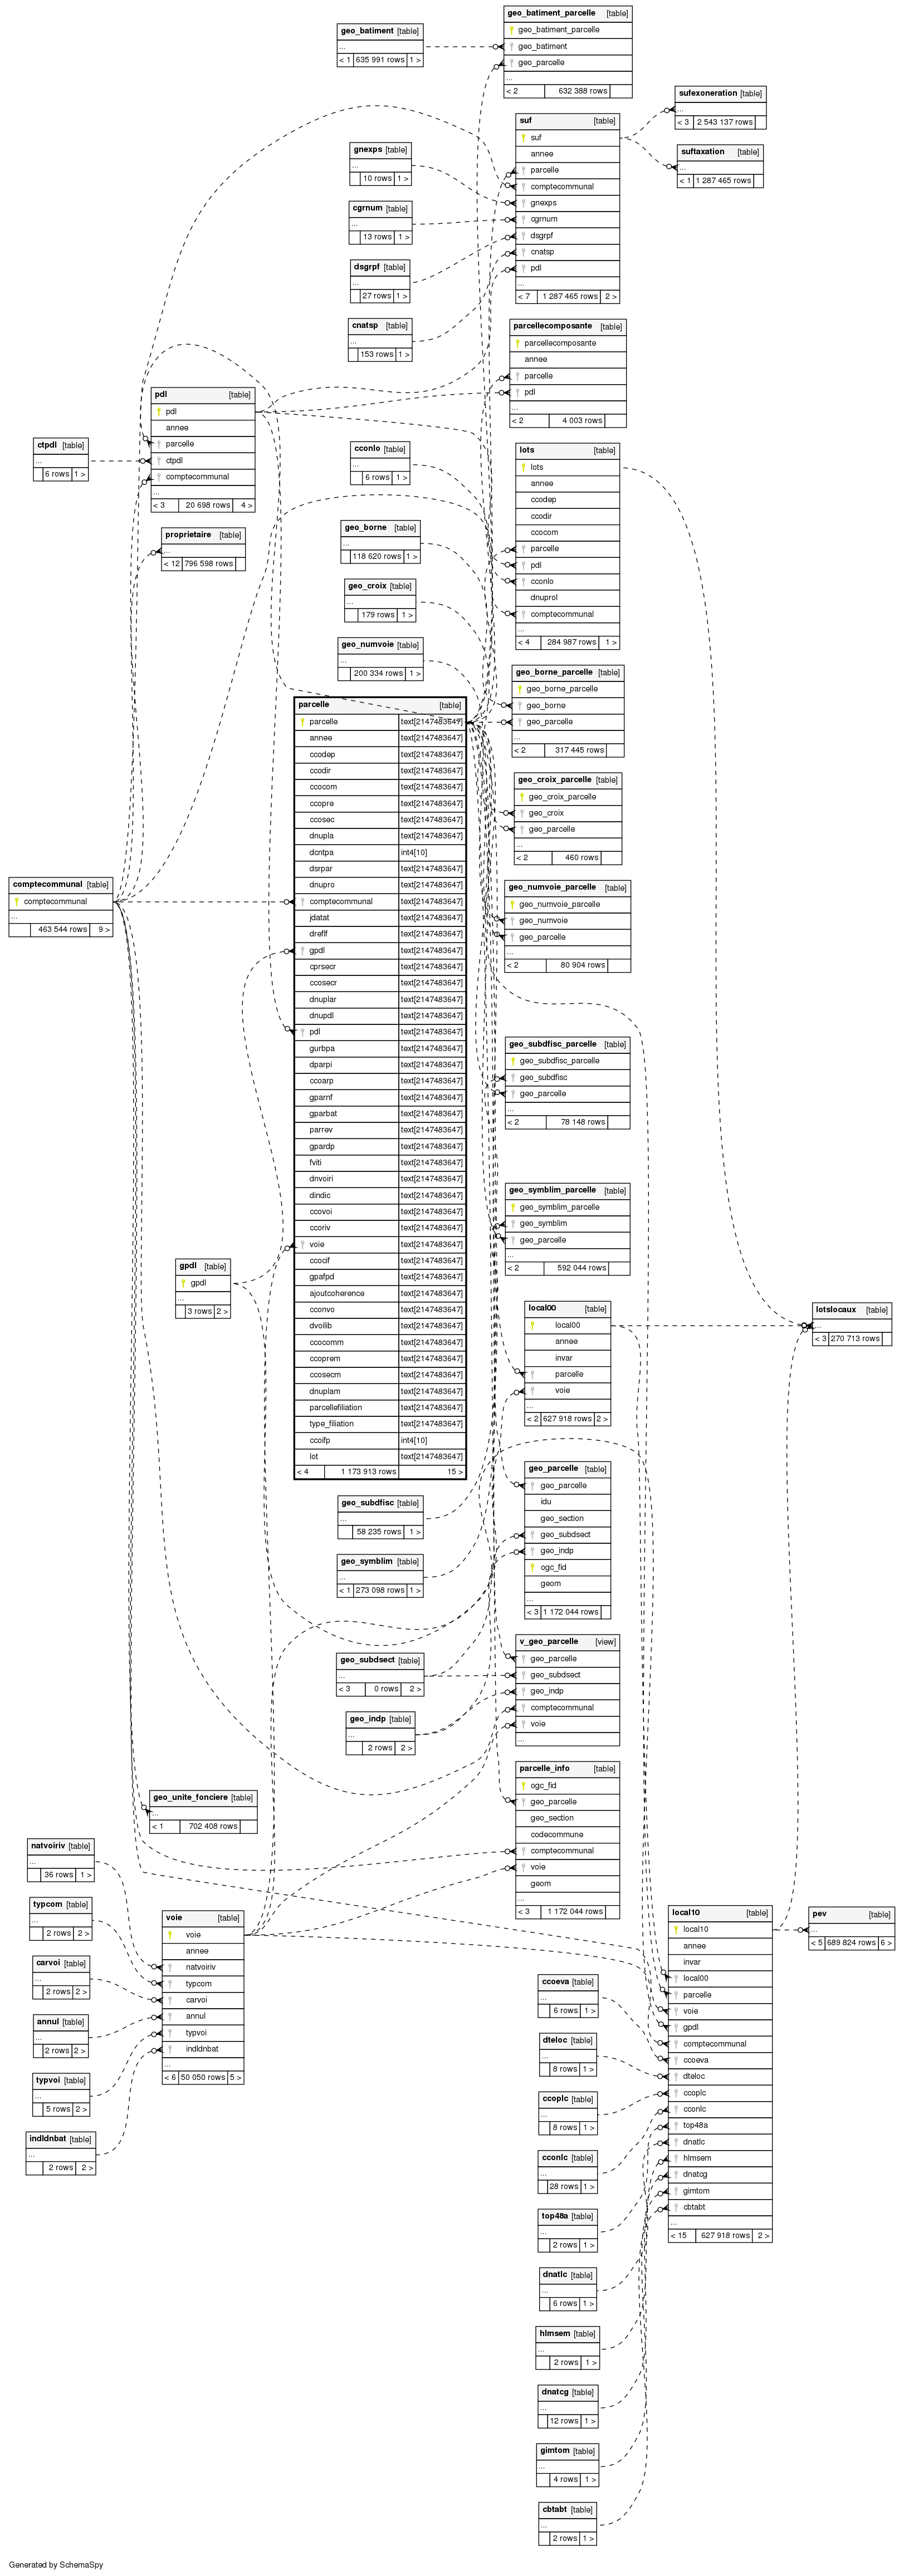 geo_batiment [table]
...
< 1 635 991 rows 1 >
geo_batiment_parcelle [table]
geo_batiment_parcelle
geo_batiment
geo_parcelle
...
< 2 632 388 rows
sufexoneration [table]
...
< 3 2 543 137 rows
suf [table]
suf
annee
parcelle
comptecommunal
gnexps
cgrnum
dsgrpf
cnatsp
pdl
...
< 7 1 287 465 rows 2 >
suftaxation [table]
...
< 1 1 287 465 rows
gnexps [table]
...
10 rows 1 >
cgrnum [table]
...
13 rows 1 >
dsgrpf [table]
...
27 rows 1 >
cnatsp [table]
...
153 rows 1 >
parcellecomposante [table]
parcellecomposante
annee
parcelle
pdl
...
< 2 4 003 rows
pdl [table]
pdl
annee
parcelle
ctpdl
comptecommunal
...
< 3 20 698 rows 4 >
ctpdl [table]
...
6 rows 1 >
cconlo [table]
...
6 rows 1 >
lots [table]
lots
annee
ccodep
ccodir
ccocom
parcelle
pdl
cconlo
dnuprol
comptecommunal
...
< 4 284 987 rows 1 >
proprietaire [table]
...
< 12 796 598 rows
geo_borne [table]
...
118 620 rows 1 >
geo_croix [table]
...
179 rows 1 >
geo_numvoie [table]
...
200 334 rows 1 >
geo_borne_parcelle [table]
geo_borne_parcelle
geo_borne
geo_parcelle
...
< 2 317 445 rows
geo_croix_parcelle [table]
geo_croix_parcelle
geo_croix
geo_parcelle
...
< 2 460 rows
geo_numvoie_parcelle [table]
geo_numvoie_parcelle
geo_numvoie
geo_parcelle
...
< 2 80 904 rows
parcelle [table]
parcelle text[2147483647]
annee text[2147483647]
ccodep text[2147483647]
ccodir text[2147483647]
ccocom text[2147483647]
ccopre text[2147483647]
ccosec text[2147483647]
dnupla text[2147483647]
dcntpa int4[10]
dsrpar text[2147483647]
dnupro text[2147483647]
comptecommunal text[2147483647]
jdatat text[2147483647]
dreflf text[2147483647]
gpdl text[2147483647]
cprsecr text[2147483647]
ccosecr text[2147483647]
dnuplar text[2147483647]
dnupdl text[2147483647]
pdl text[2147483647]
gurbpa text[2147483647]
dparpi text[2147483647]
ccoarp text[2147483647]
gparnf text[2147483647]
gparbat text[2147483647]
parrev text[2147483647]
gpardp text[2147483647]
fviti text[2147483647]
dnvoiri text[2147483647]
dindic text[2147483647]
ccovoi text[2147483647]
ccoriv text[2147483647]
voie text[2147483647]
ccocif text[2147483647]
gpafpd text[2147483647]
ajoutcoherence text[2147483647]
cconvo text[2147483647]
dvoilib text[2147483647]
ccocomm text[2147483647]
ccoprem text[2147483647]
ccosecm text[2147483647]
dnuplam text[2147483647]
parcellefiliation text[2147483647]
type_filiation text[2147483647]
ccoifp int4[10]
lot text[2147483647]
< 4 1 173 913 rows 15 >
comptecommunal [table]
comptecommunal
...
463 544 rows 9 >
geo_subdfisc_parcelle [table]
geo_subdfisc_parcelle
geo_subdfisc
geo_parcelle
...
< 2 78 148 rows
geo_symblim_parcelle [table]
geo_symblim_parcelle
geo_symblim
geo_parcelle
...
< 2 592 044 rows
gpdl [table]
gpdl
...
3 rows 2 >
local00 [table]
local00
annee
invar
parcelle
voie
...
< 2 627 918 rows 2 >
lotslocaux [table]
...
< 3 270 713 rows
geo_parcelle [table]
geo_parcelle
idu
geo_section
geo_subdsect
geo_indp
ogc_fid
geom
...
< 3 1 172 044 rows
geo_subdfisc [table]
...
58 235 rows 1 >
geo_symblim [table]
...
< 1 273 098 rows 1 >
v_geo_parcelle [view]
geo_parcelle
geo_subdsect
geo_indp
comptecommunal
voie
...
geo_subdsect [table]
...
< 3 0 rows 2 >
geo_indp [table]
...
2 rows 2 >
parcelle_info [table]
ogc_fid
geo_parcelle
geo_section
codecommune
comptecommunal
voie
geom
...
< 3 1 172 044 rows
geo_unite_fonciere [table]
...
< 1 702 408 rows
natvoiriv [table]
...
36 rows 1 >
typcom [table]
...
2 rows 2 >
carvoi [table]
...
2 rows 2 >
annul [table]
...
2 rows 2 >
typvoi [table]
...
5 rows 2 >
indldnbat [table]
...
2 rows 2 >
voie [table]
voie
annee
natvoiriv
typcom
carvoi
annul
typvoi
indldnbat
...
< 6 50 050 rows 5 >
local10 [table]
local10
annee
invar
local00
parcelle
voie
gpdl
comptecommunal
ccoeva
dteloc
ccoplc
cconlc
top48a
dnatlc
hlmsem
dnatcg
gimtom
cbtabt
...
< 15 627 918 rows 2 >
pev [table]
...
< 5 689 824 rows 6 >
ccoeva [table]
...
6 rows 1 >
dteloc [table]
...
8 rows 1 >
ccoplc [table]
...
8 rows 1 >
cconlc [table]
...
28 rows 1 >
top48a [table]
...
2 rows 1 >
dnatlc [table]
...
6 rows 1 >
hlmsem [table]
...
2 rows 1 >
dnatcg [table]
...
12 rows 1 >
gimtom [table]
...
4 rows 1 >
cbtabt [table]
...
2 rows 1 >
Generated by SchemaSpy